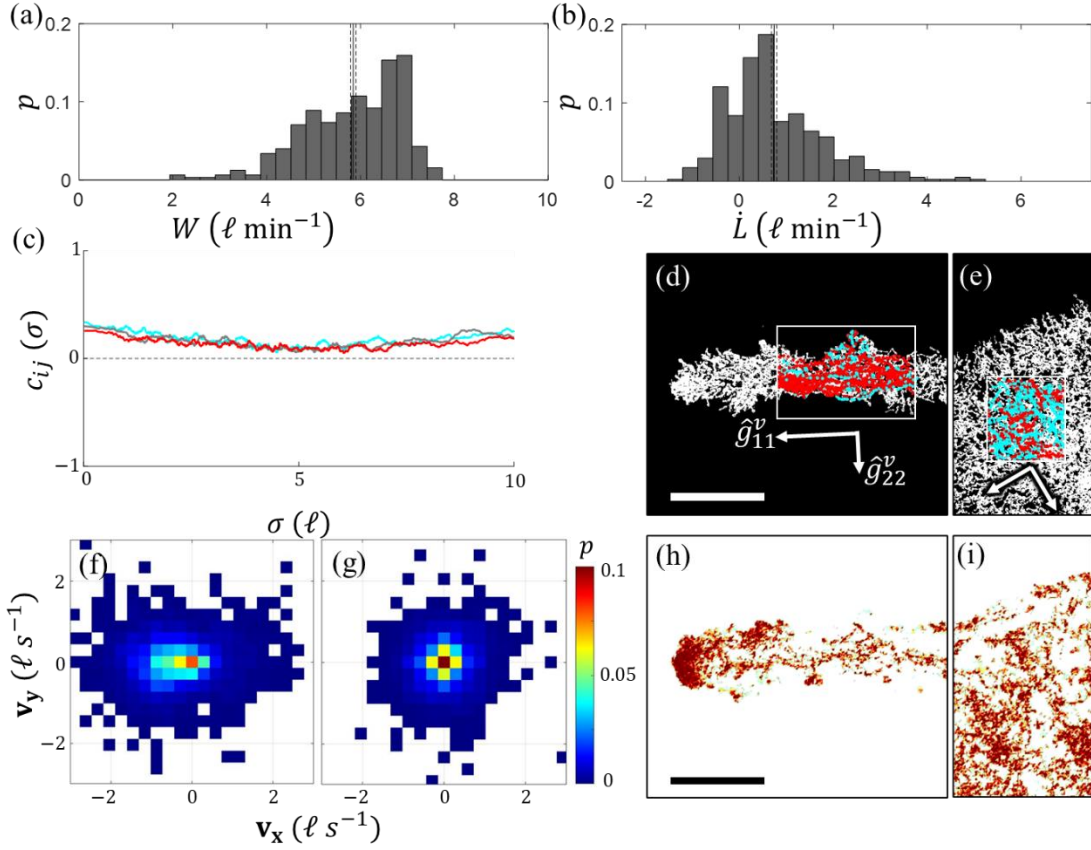 (a)
0.2
0.1
0
p
0 2 4 6 8 10
W (ℓ min⁻¹)
(b)
0.2
0.1
0
p
-2 0 2 4 6
L̇ (ℓ min⁻¹)
(c)
1
0
−1
c_ij (σ)
0 5 10
σ (ℓ)
(d)
ĝ^v_11
ĝ^v_22
(e)
(f)
2
0
−2
v_y (ℓ s⁻¹)
−2 0 2
(g)
−2 0 2
v_x (ℓ s⁻¹)
p
0.1
0.05
0
(h)
(i)